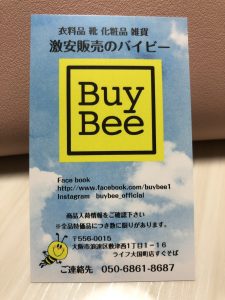 衣料品 靴 化粧品 雑貨
激安販売のバイビー
Buy
Bee
Face book
http://www.facebook.com/buybee1
Instagram buybee_official
商品入荷情報をご確認下さい
※全品特価品につき数に限りがあります。
〒556-0015
大阪市浪速区敷津西1丁目1-16
ライフ大国町店すぐそば
ご連絡先 050-6861-8687